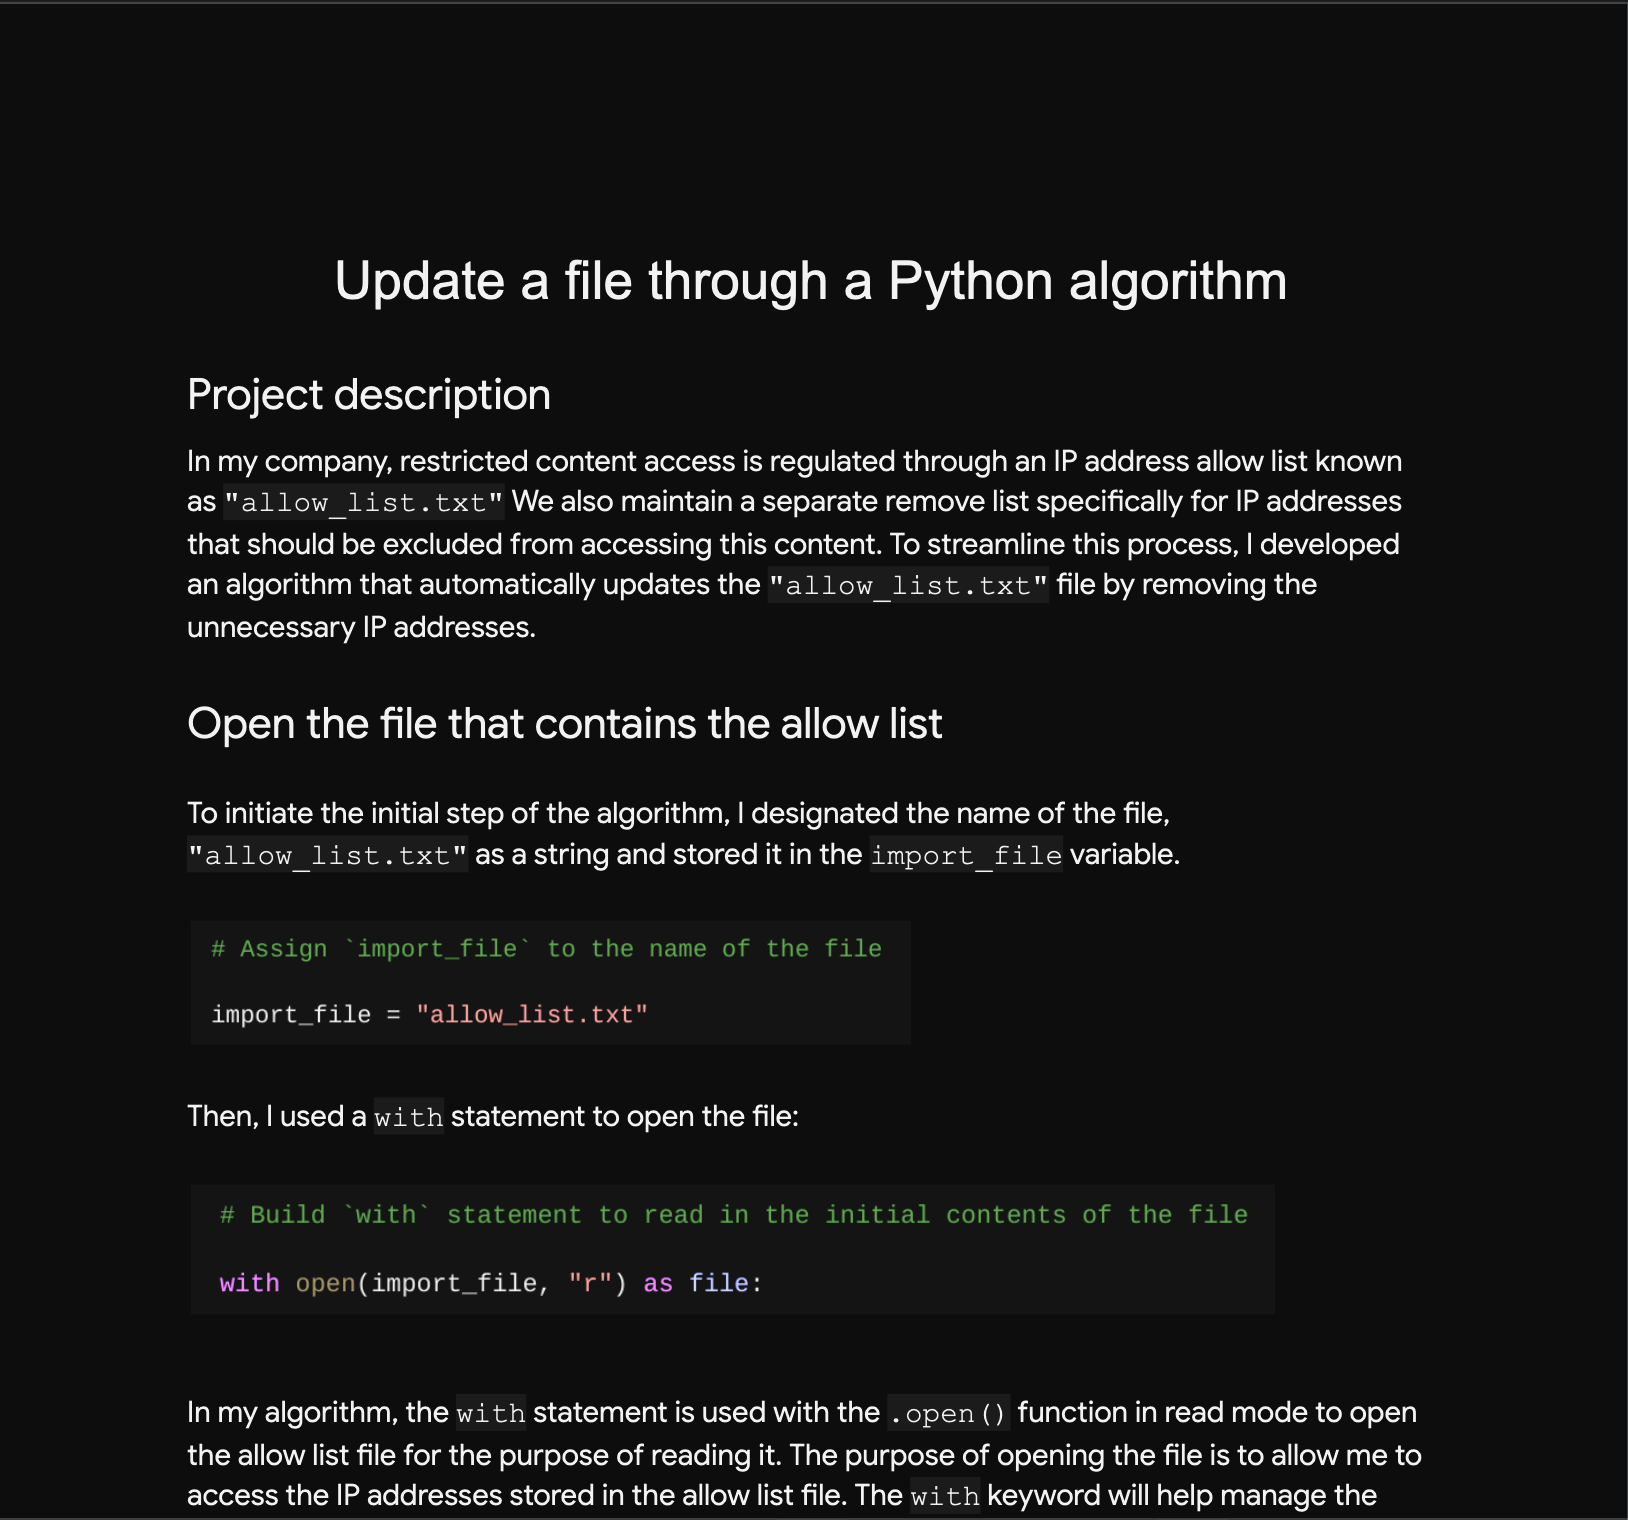 Update a file through a Python algorithm
Project description
In my company, restricted content access is regulated through an IP address allow list known
as "allow_list.txt" We also maintain a separate remove list specifically for IP addresses
that should be excluded from accessing this content. To streamline this process, I developed
an algorithm that automatically updates the "allow_list.txt" file by removing the
unnecessary IP addresses.
Open the file that contains the allow list
To initiate the initial step of the algorithm, I designated the name of the file,
"allow_list.txt" as a string and stored it in the import_file variable.
# Assign `import_file` to the name of the file
import_file = "allow_list.txt"
Then, I used a with statement to open the file:
# Build `with` statement to read in the initial contents of the file
with open(import_file, "r") as file:
In my algorithm, the with statement is used with the .open() function in read mode to open
the allow list file for the purpose of reading it. The purpose of opening the file is to allow me to
access the IP addresses stored in the allow list file. The with keyword will help manage the